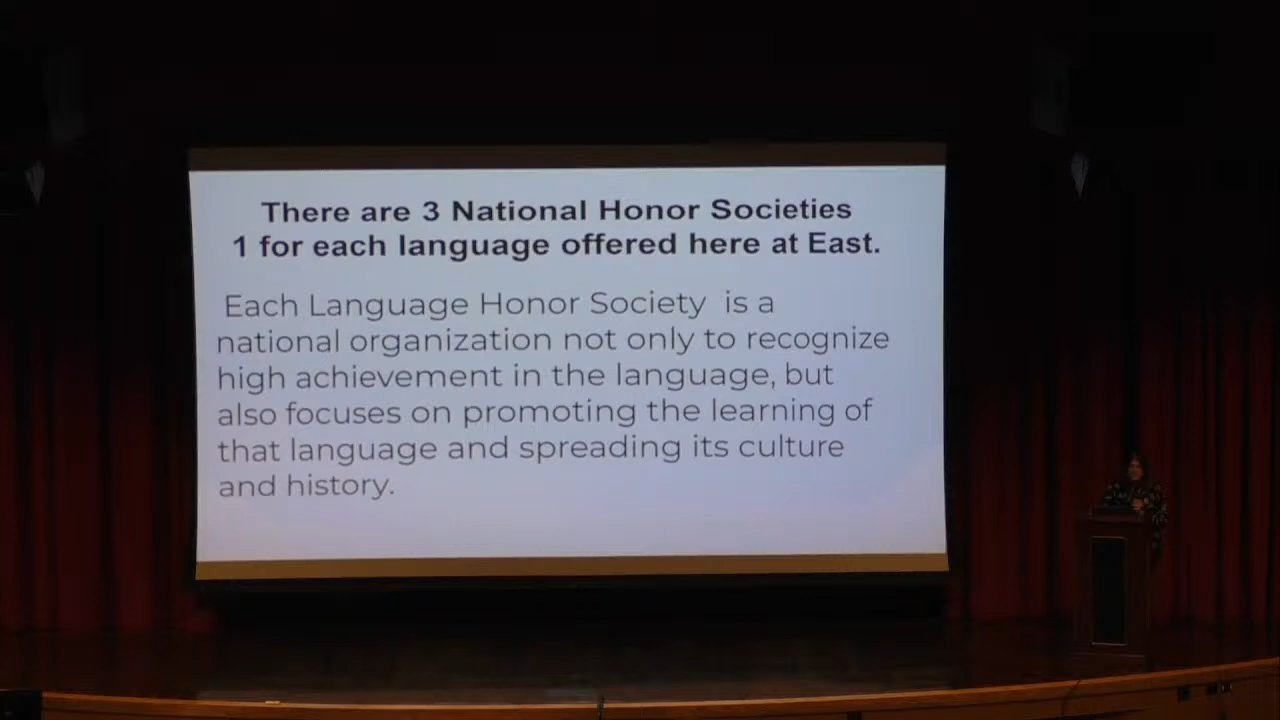 There are 3 National Honor Societies
1 for each language offered here at East.
Each Language Honor Society is a
national organization not only to recognize
high achievement in the language, but
also focuses on promoting the learning of
that language and spreading its culture
and history.